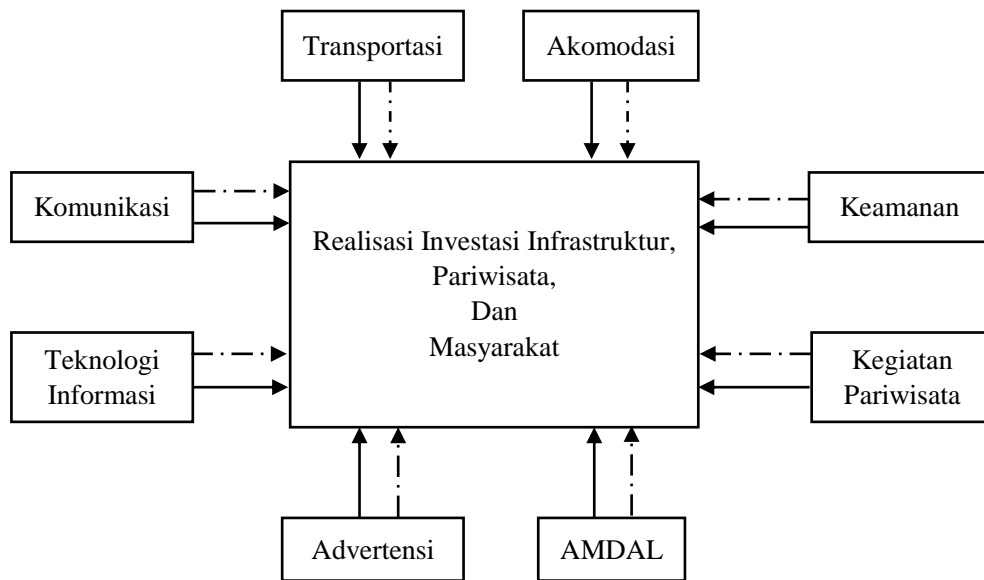 Transportasi
Akomodasi
Komunikasi
Keamanan
Realisasi Investasi Infrastruktur,
Pariwisata,
Dan
Masyarakat
Teknologi
Informasi
Kegiatan
Pariwisata
Advertensi
AMDAL